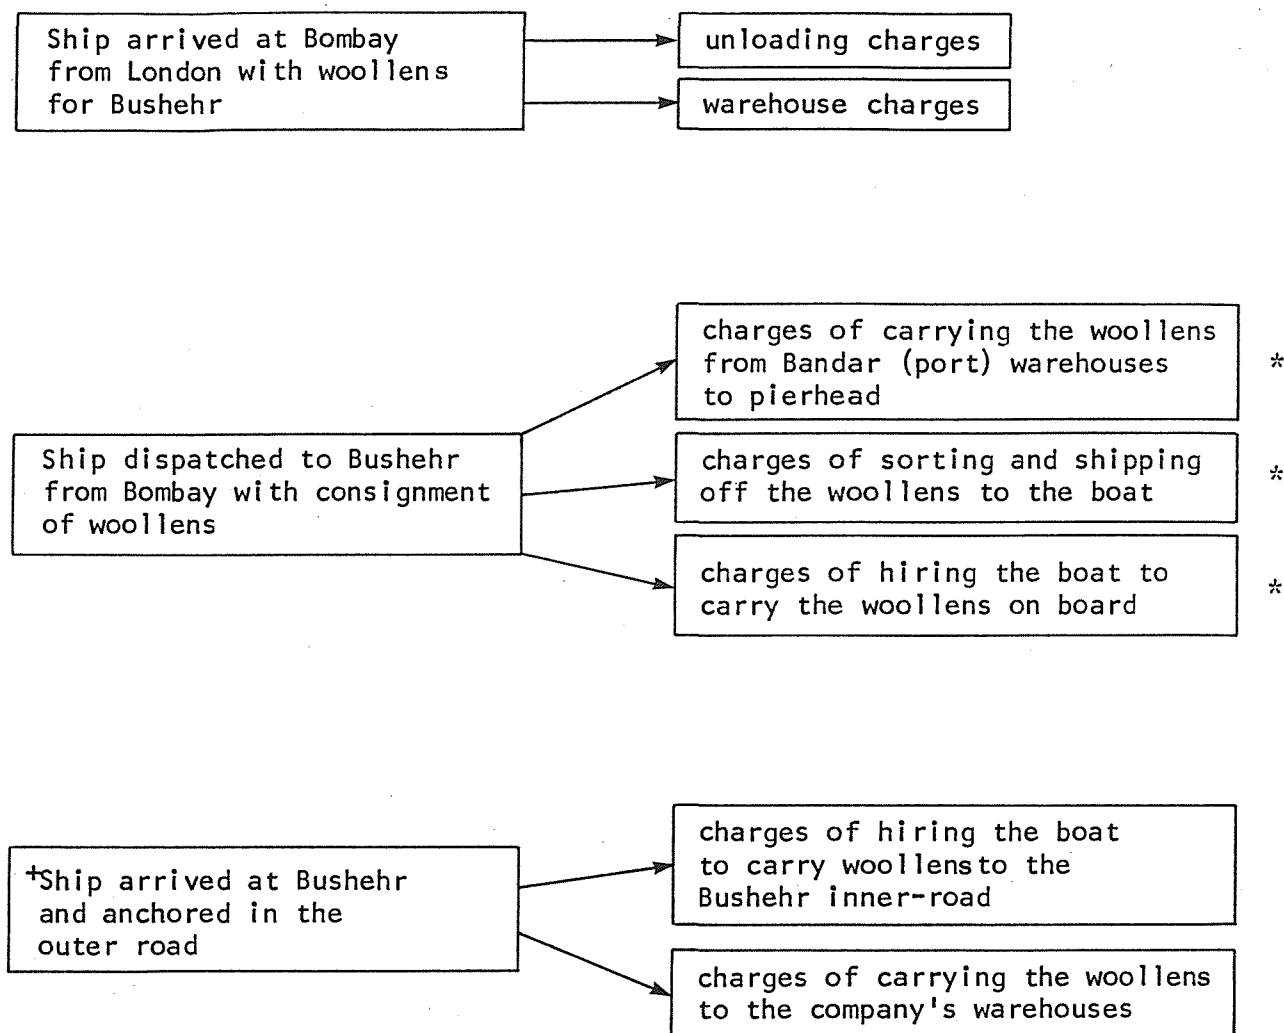 Ship arrived at Bombay
from London with woollens
for Bushehr
unloading charges
warehouse charges
Ship dispatched to Bushehr
from Bombay with consignment
of woollens
charges of carrying the woollens
from Bandar (port) warehouses
to pierhead
*
charges of sorting and shipping
off the woollens to the boat
*
charges of hiring the boat to
carry the woollens on board
*
+Ship arrived at Bushehr
and anchored in the
outer road
charges of hiring the boat
to carry woollens to the
Bushehr inner-road
charges of carrying the woollens
to the company's warehouses